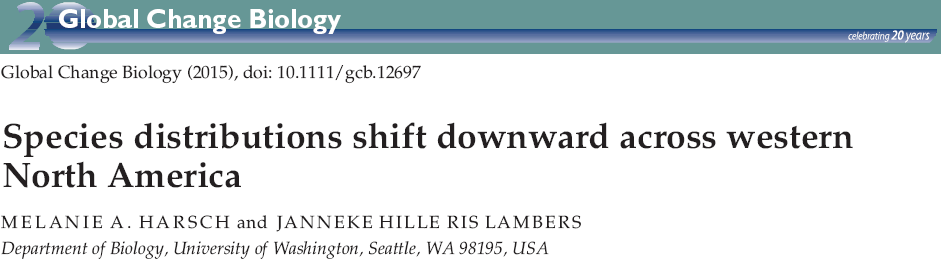 20 Global Change Biology
celebrating 20 years
Global Change Biology (2015), doi: 10.1111/gcb.12697
Species distributions shift downward across western
North America
MELANIE A. HARSCH and JANNEKE HILLE RIS LAMBERS
Department of Biology, University of Washington, Seattle, WA 98195, USA